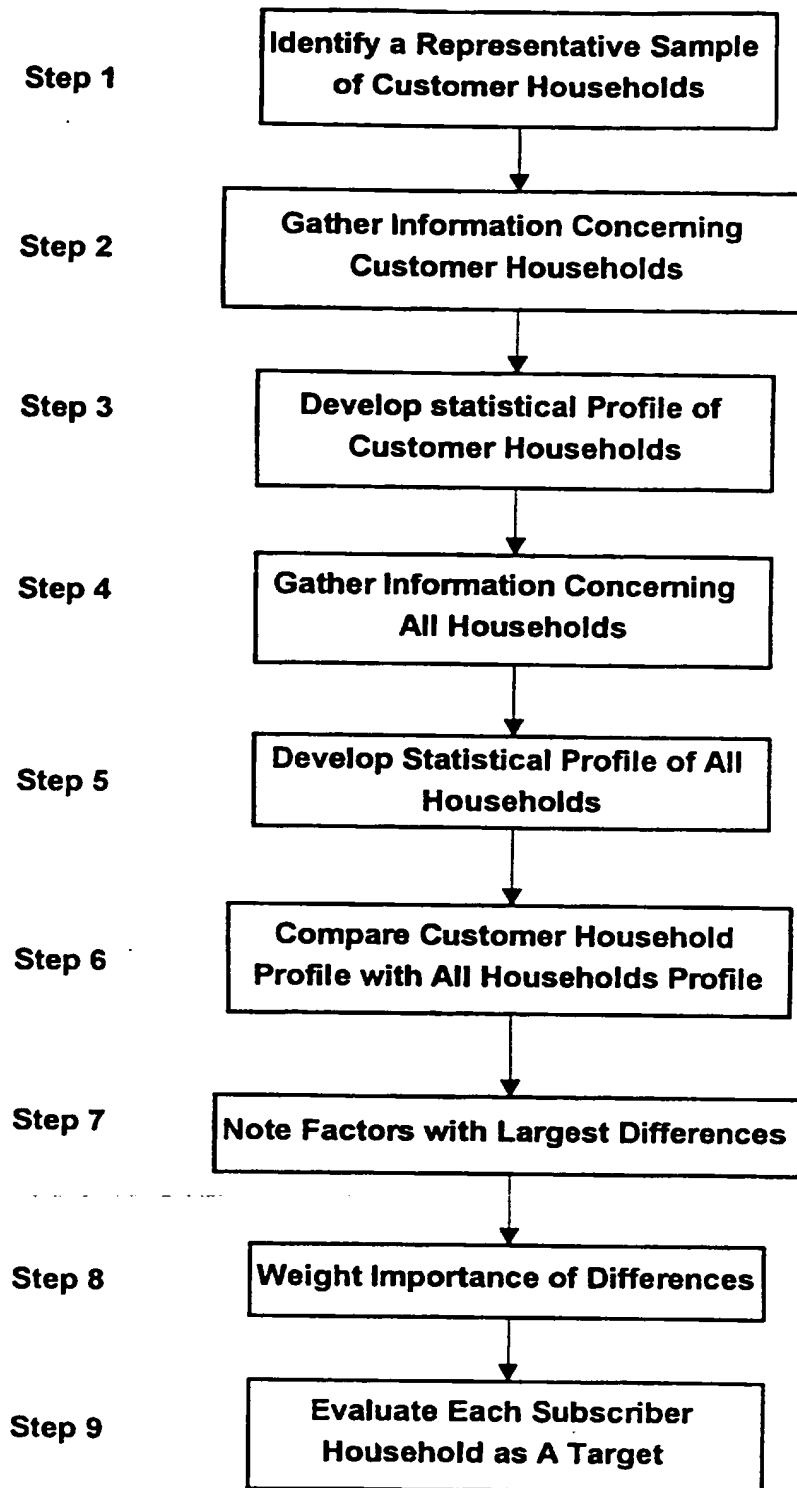 Step 1
Identify a Representative Sample
of Customer Households
Step 2
Gather Information Concerning
Customer Households
Step 3
Develop statistical Profile of
Customer Households
Step 4
Gather Information Concerning
All Households
Step 5
Develop Statistical Profile of All
Households
Step 6
Compare Customer Household
Profile with All Households Profile
Step 7
Note Factors with Largest Differences
Step 8
Weight Importance of Differences
Step 9
Evaluate Each Subscriber
Household as A Target